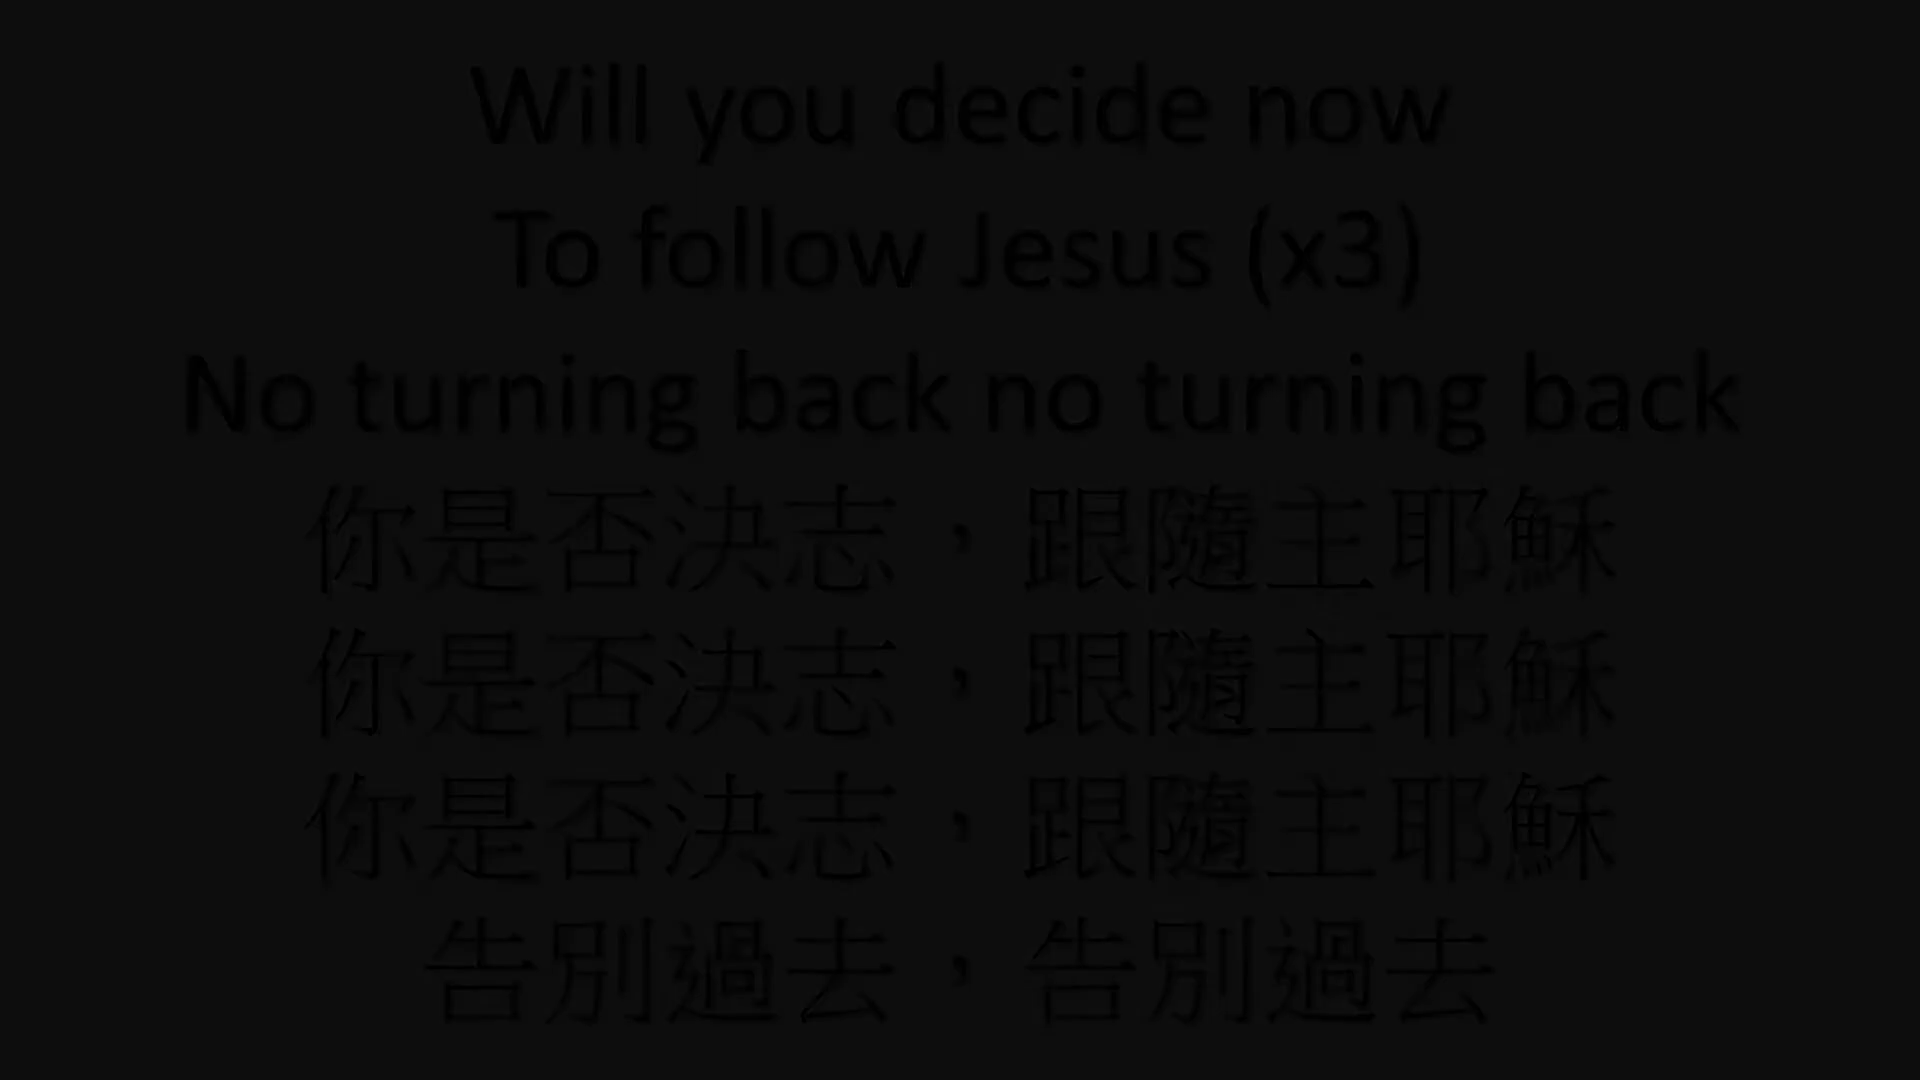 Will you decide now
To follow Jesus (x3)
No turning back no turning back
你是否決志，跟隨主耶穌
你是否決志，跟隨主耶穌
你是否決志，跟隨主耶穌
告別過去，告別過去